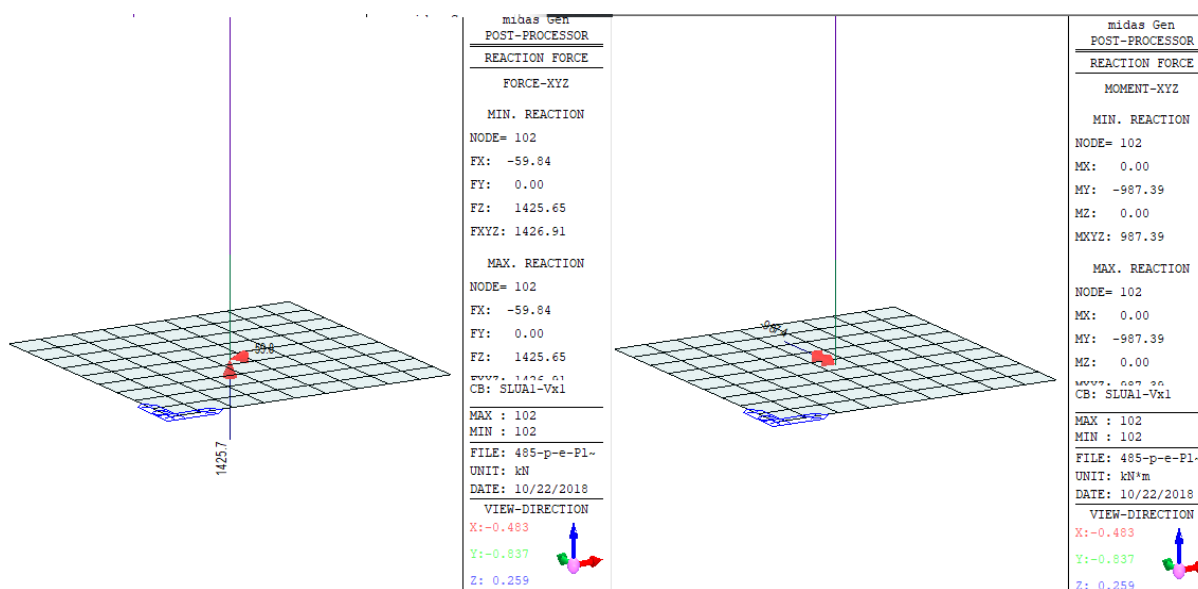 midas Gen
POST-PROCESSOR
REACTION FORCE
FORCE-XYZ
MIN. REACTION
NODE= 102
FX: -59.84
FY: 0.00
FZ: 1425.65
FXYZ: 1426.91
MAX. REACTION
NODE= 102
FX: -59.84
FY: 0.00
FZ: 1425.65
FXYZ: 1426.91
CB: SLUA1-Vx1
MAX : 102
MIN : 102
FILE: 485-p-e-P1~
UNIT: kN
DATE: 10/22/2018
VIEW-DIRECTION
X:-0.483
Y:-0.837
Z: 0.259
1425.7
midas Gen
POST-PROCESSOR
REACTION FORCE
MOMENT-XYZ
MIN. REACTION
NODE= 102
MX: 0.00
MY: -987.39
MZ: 0.00
MXYZ: 987.39
MAX. REACTION
NODE= 102
MX: 0.00
MY: -987.39
MZ: 0.00
MXYZ: 987.39
CB: SLUA1-Vx1
MAX : 102
MIN : 102
FILE: 485-p-e-P1~
UNIT: kN*m
DATE: 10/22/2018
VIEW-DIRECTION
X:-0.483
Y:-0.837
Z: 0.259